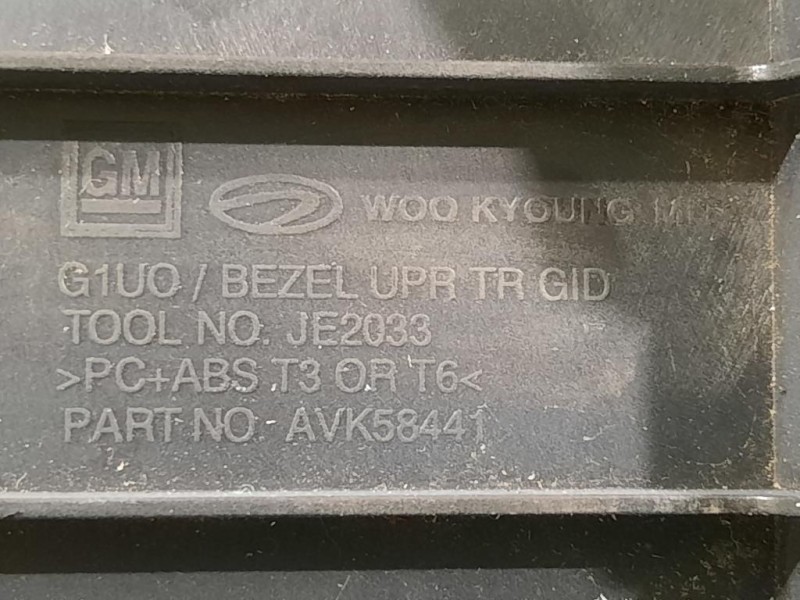 GM WOO KYOUNG MIT
G1UO / BEZEL UPR TR GID
TOOL NO. JE2033
>PC+ABS T3 OR T6<
PART NO. AVK58441